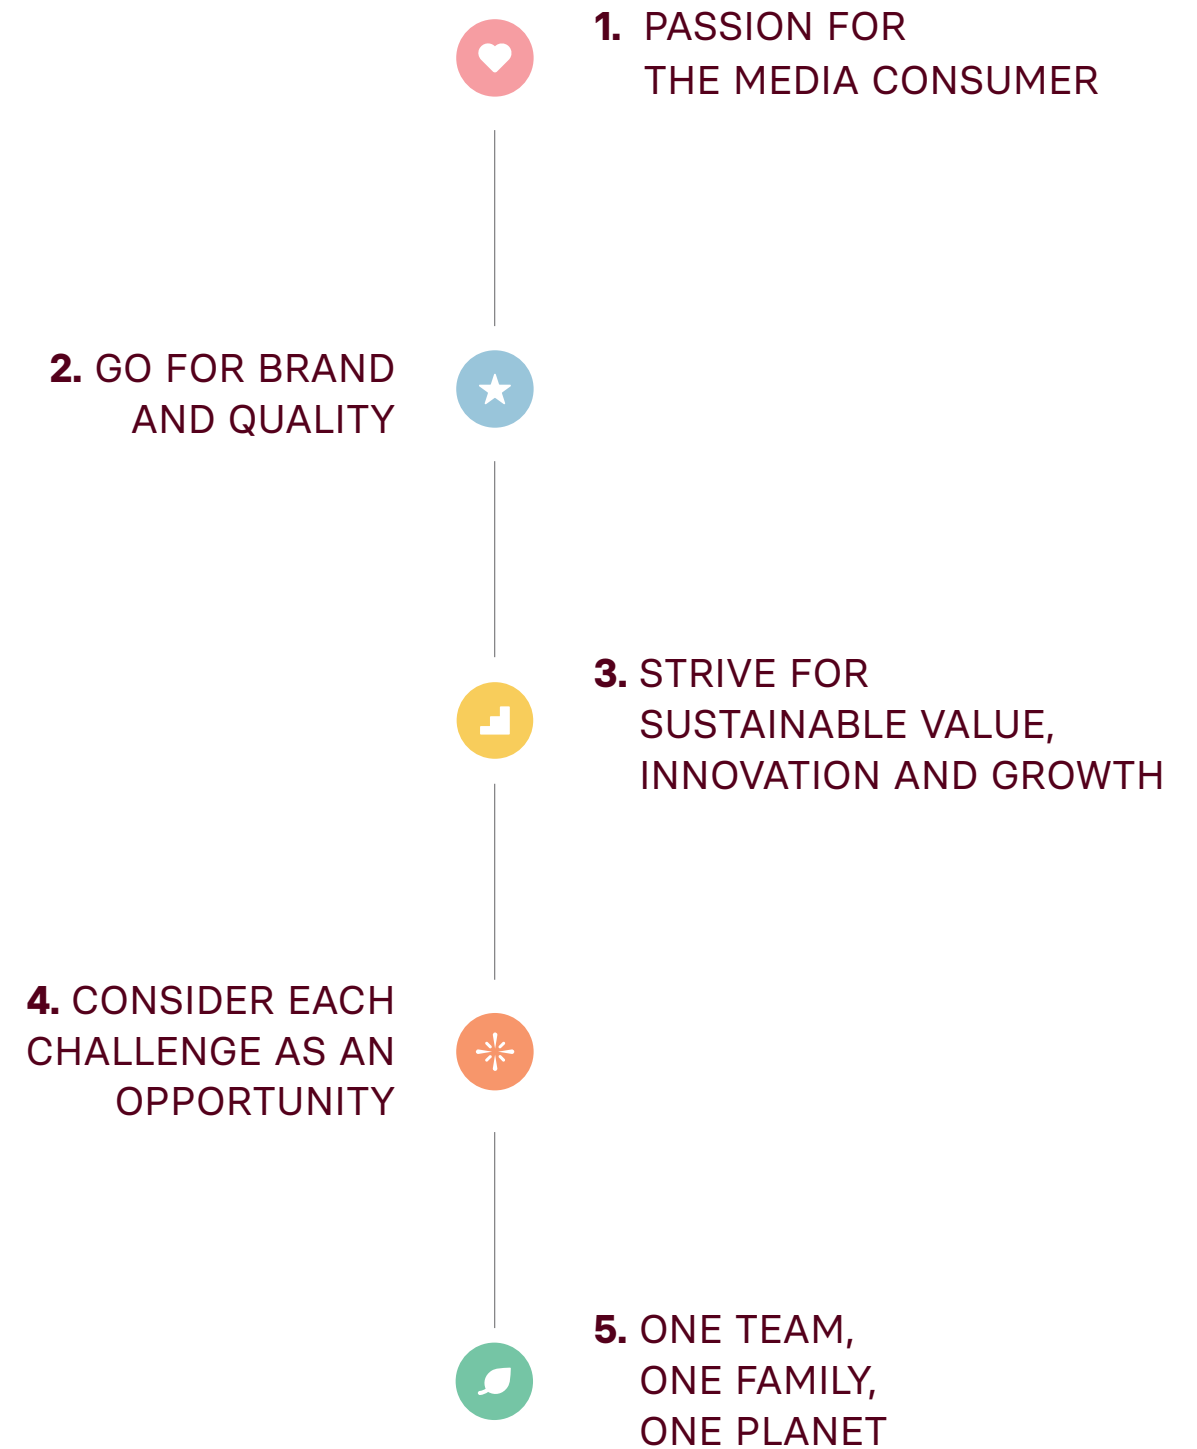 1. PASSION FOR
THE MEDIA CONSUMER
2. GO FOR BRAND
AND QUALITY
3. STRIVE FOR
SUSTAINABLE VALUE,
INNOVATION AND GROWTH
4. CONSIDER EACH
CHALLENGE AS AN
OPPORTUNITY
5. ONE TEAM,
ONE FAMILY,
ONE PLANET